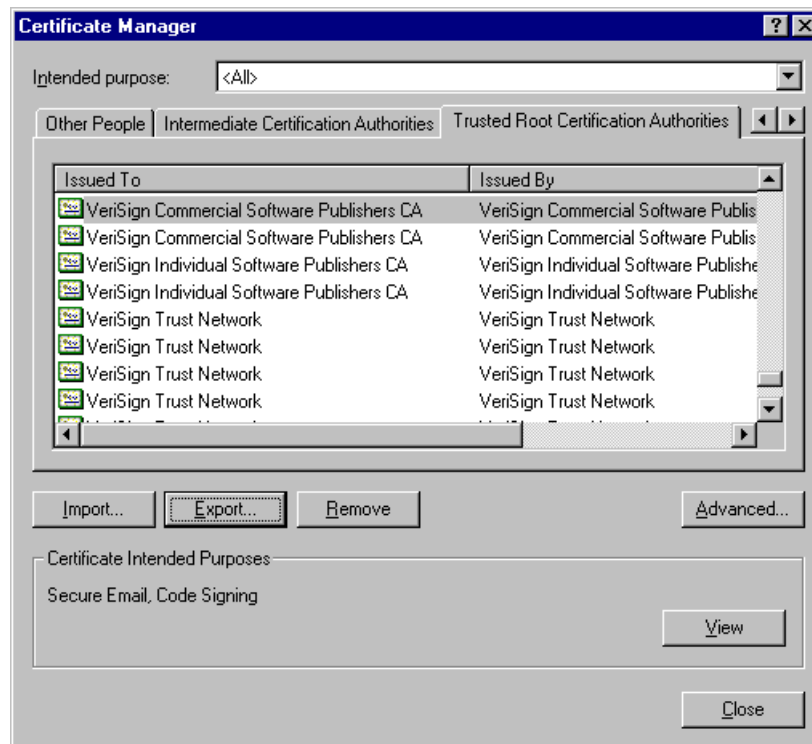 Certificate Manager
Intended purpose: <All>
Other People Intermediate Certification Authorities Trusted Root Certification Authorities
Issued To Issued By
VeriSign Commercial Software Publishers CA VeriSign Commercial Software Publis
VeriSign Commercial Software Publishers CA VeriSign Commercial Software Publis
VeriSign Individual Software Publishers CA VeriSign Individual Software Publishe
VeriSign Individual Software Publishers CA VeriSign Individual Software Publishe
VeriSign Trust Network VeriSign Trust Network
VeriSign Trust Network VeriSign Trust Network
VeriSign Trust Network VeriSign Trust Network
VeriSign Trust Network VeriSign Trust Network
Import... Export... Remove Advanced...
Certificate Intended Purposes
Secure Email, Code Signing
View
Close